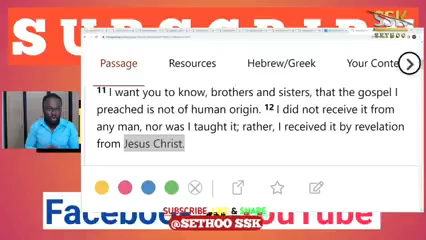 SUBSCRIBE
SSK
SETHOO
Passage Resources Hebrew/Greek Your Conte
11 I want you to know, brothers and sisters, that the gospel I
preached is not of human origin. 12 I did not receive it from
any man, nor was I taught it; rather, I received it by revelation
from Jesus Christ.
SUBSCRIBE LIKE & SHARE
Facebook YouTube
@SETHOO SSK